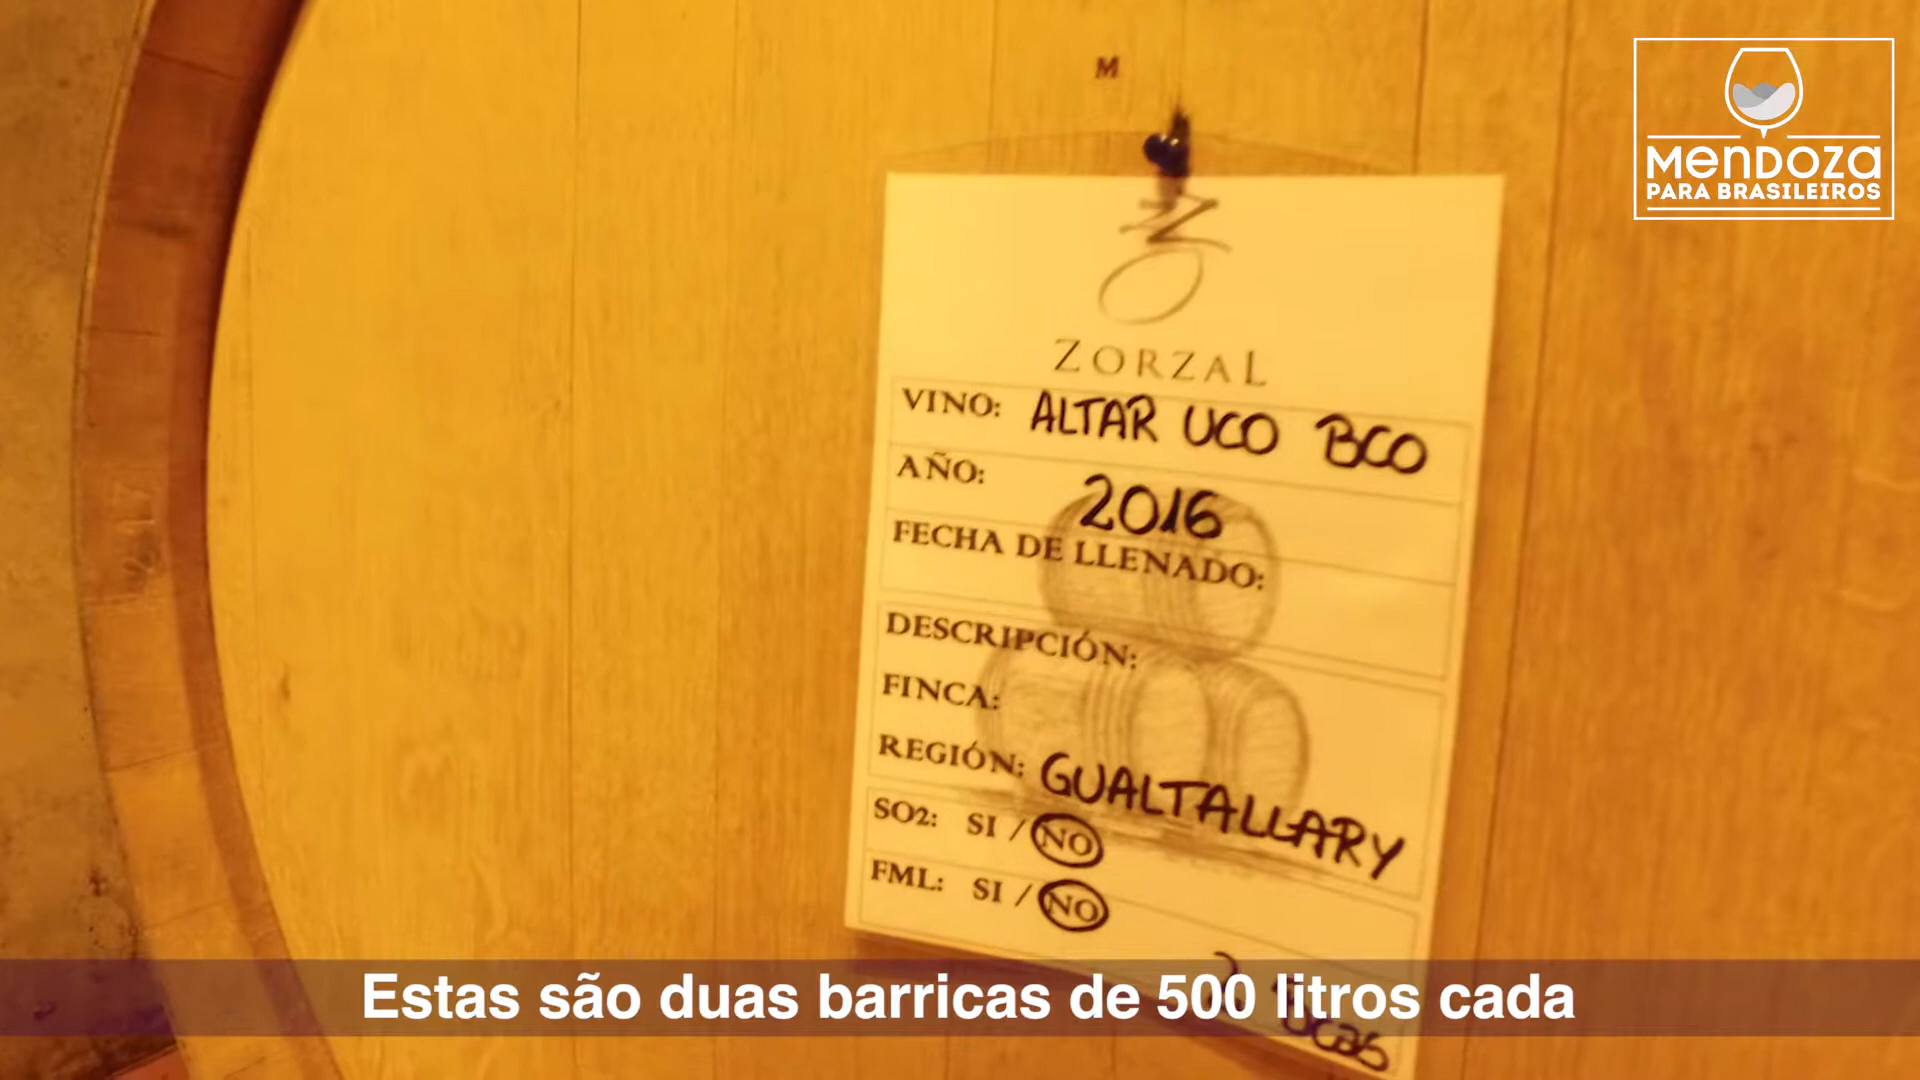 M
MENDOZA
PARA BRASILEIROS
ZORZAL
VINO: ALTAR UCO BCO
AÑO: 2016
FECHA DE LLENADO:
DESCRIPCIÓN:
FINCA:
REGIÓN: GUALTALLARY
SO2: SI / NO
FML: SI / NO
Estas são duas barricas de 500 litros cada